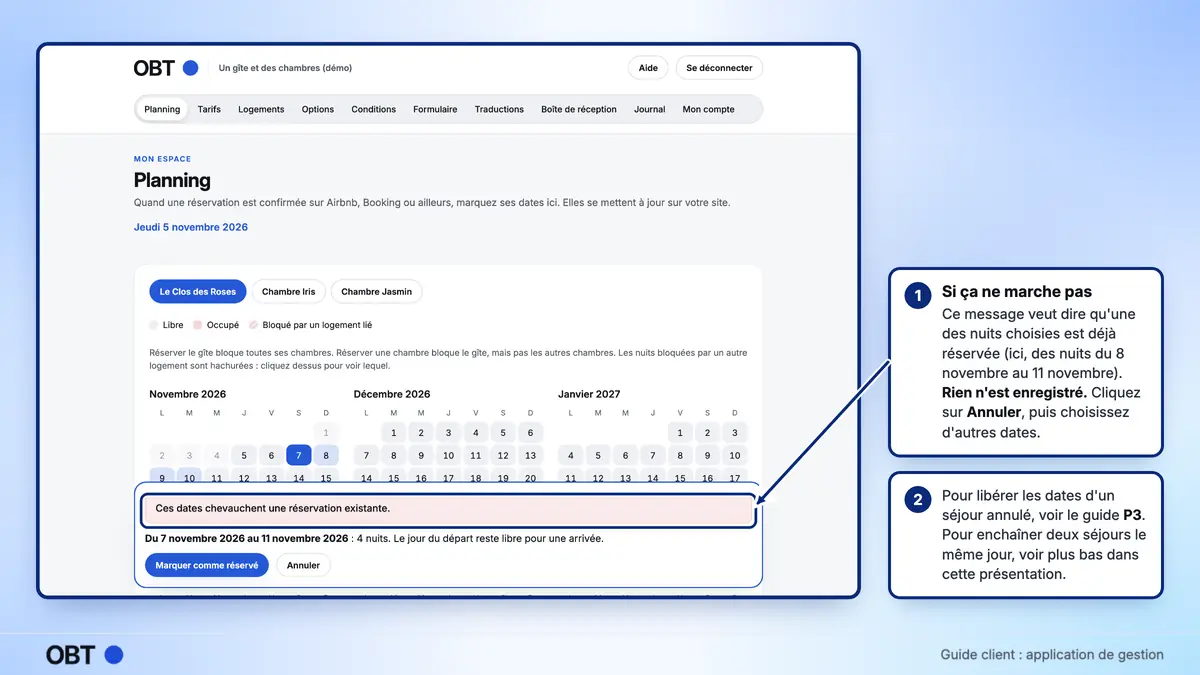 OBT
Un gîte et des chambres (démo)
Aide
Se déconnecter
Planning
Tarifs
Logements
Options
Conditions
Formulaire
Traductions
Boîte de réception
Journal
Mon compte
MON ESPACE
Planning
Quand une réservation est confirmée sur Airbnb, Booking ou ailleurs, marquez ses dates ici. Elles se mettent à jour sur votre site.
Jeudi 5 novembre 2026
Le Clos des Roses
Chambre Iris
Chambre Jasmin
Libre
Occupé
Bloqué par un logement lié
Réserver le gîte bloque toutes ses chambres. Réserver une chambre bloque le gîte, mais pas les autres chambres. Les nuits bloquées par un autre
logement sont hachurées : cliquez dessus pour voir lequel.
Novembre 2026
L M M J V S D
1
2 3 4 5 6 7 8
9 10 11 12 13 14 15
Décembre 2026
L M M J V S D
1 2 3 4 5 6
7 8 9 10 11 12 13
14 15 16 17 18 19 20
Janvier 2027
L M M J V S D
1 2 3
4 5 6 7 8 9 10
11 12 13 14 15 16 17
Ces dates chevauchent une réservation existante.
Du 7 novembre 2026 au 11 novembre 2026 : 4 nuits. Le jour du départ reste libre pour une arrivée.
Marquer comme réservé
Annuler
1
Si ça ne marche pas
Ce message veut dire qu'une
des nuits choisies est déjà
réservée (ici, des nuits du 8
novembre au 11 novembre).
Rien n'est enregistré. Cliquez
sur Annuler, puis choisissez
d'autres dates.
2
Pour libérer les dates d'un
séjour annulé, voir le guide P3.
Pour enchaîner deux séjours le
même jour, voir plus bas dans
cette présentation.
OBT
Guide client : application de gestion